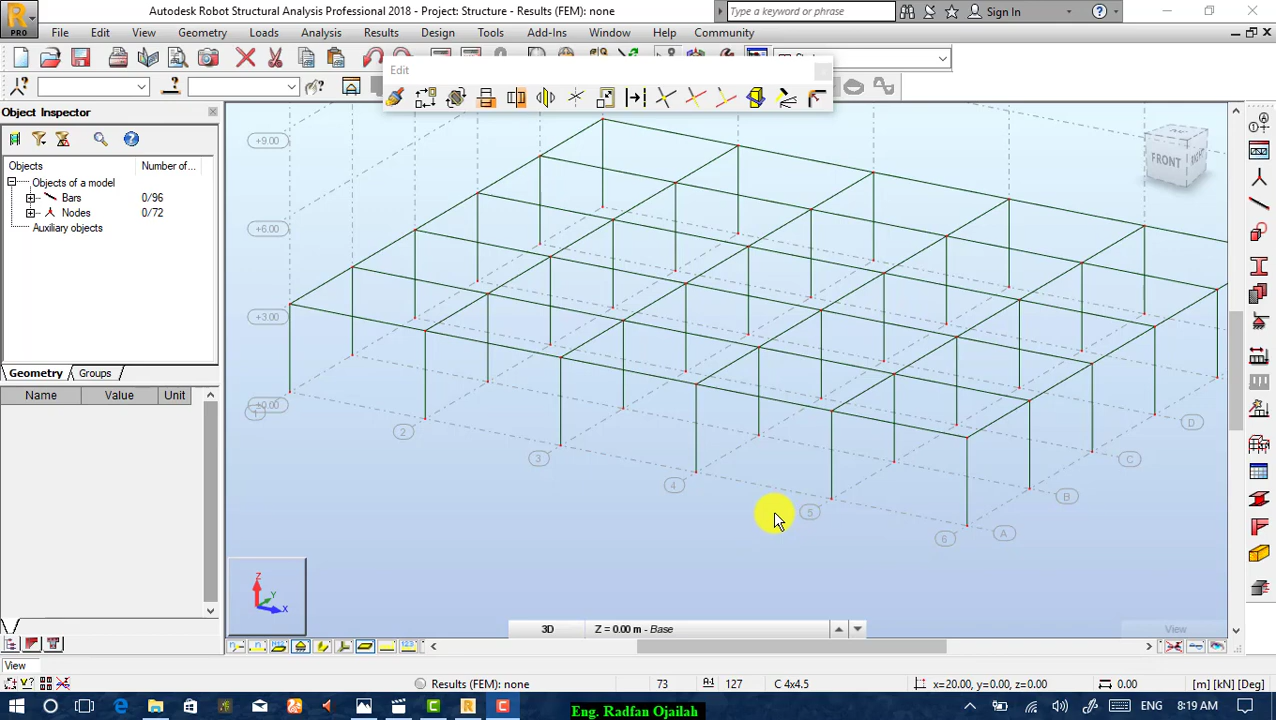 Autodesk Robot Structural Analysis Professional 2018 - Project: Structure - Results (FEM): none
Type a keyword or phrase
Sign In
PRO
File Edit View Geometry Loads Analysis Results Design Tools Add-Ins Window Help Community
Edit
Object Inspector
Objects Number of...
Objects of a model
Bars 0/96
Nodes 0/72
Auxiliary objects
Geometry Groups
Name Value Unit
+9.00
+6.00
+3.00
±0.00
1
2
3
4
5
6
A
B
C
D
FRONT
RIGHT
Z
Y
X
3D Z = 0.00 m - Base
View
View
Results (FEM): none 73 127 C 4x4.5 x=20.00, y=0.00, z=0.00 0.00 [m] [kN] [Deg]
ENG 8:19 AM
Eng. Radfan Ojailah